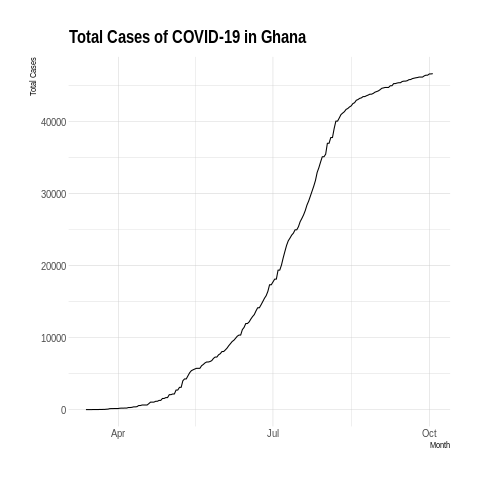 Total Cases of COVID-19 in Ghana
Total Cases
40000
30000
20000
10000
0
Apr
Jul
Oct
Month